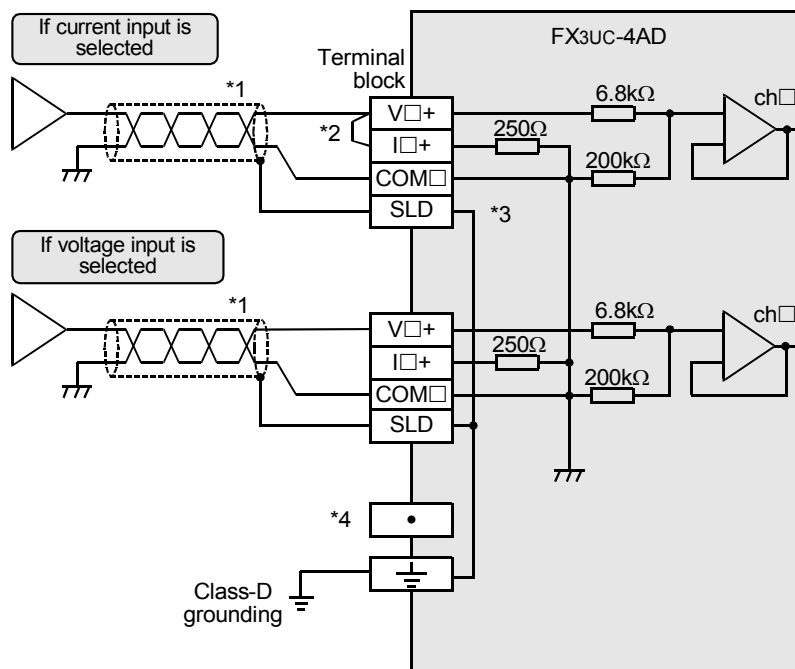 If current input is
selected
FX3UC-4AD
Terminal
block
*1
V□+
6.8kΩ
ch□
*2
250Ω
I□+
COM□
200kΩ
SLD
*3
If voltage input is
selected
*1
V□+
6.8kΩ
ch□
250Ω
I□+
COM□
200kΩ
SLD
*4
Class-D
grounding